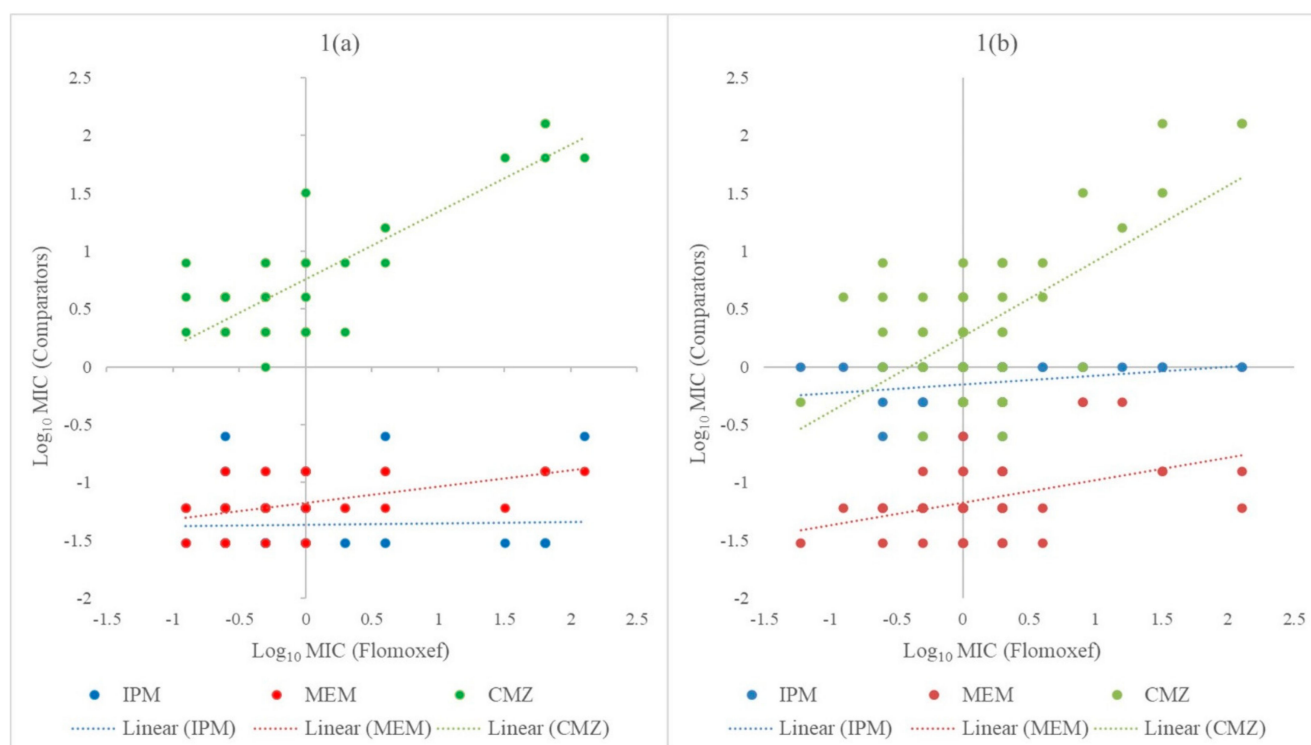 1(a)
2.5
2
1.5
1
0.5
0
-0.5
-1
-1.5
-2
-1.5 -1 -0.5 0 0.5 1 1.5 2 2.5
Log₁₀ MIC (Comparators)
Log₁₀ MIC (Flomoxef)
IPM MEM CMZ
Linear (IPM) Linear (MEM) Linear (CMZ)
1(b)
2.5
2
1.5
1
0.5
0
-0.5
-1
-1.5
-2
-1.5 -1 -0.5 0 0.5 1 1.5 2 2.5
Log₁₀ MIC (Comparators)
Log₁₀ MIC (Flomoxef)
IPM MEM CMZ
Linear (IPM) Linear (MEM) Linear (CMZ)